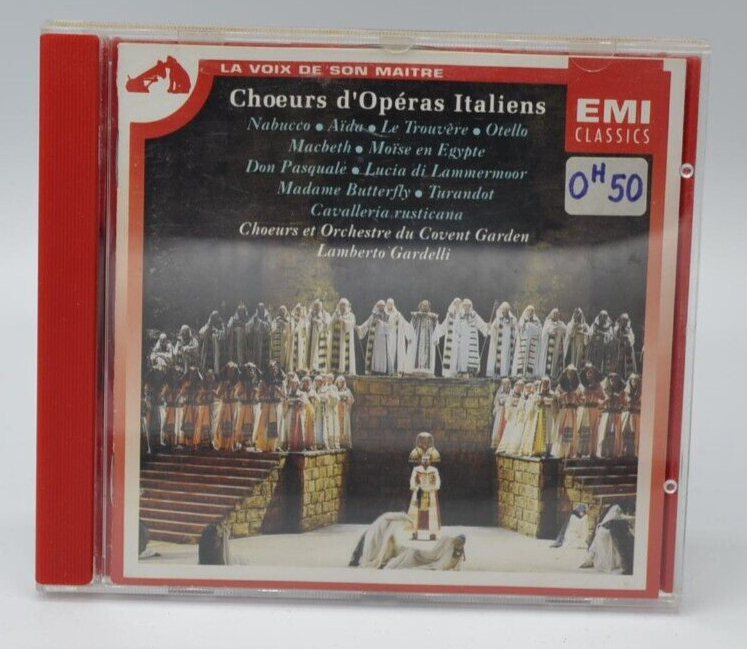 LA VOIX DE SON MAITRE
Choeurs d'Opéras Italiens
Nabucco • Aïda • Le Trouvère • Otello
Macbeth • Moïse en Egypte
Don Pasquale • Lucia di Lammermoor
Madame Butterfly • Turandot
Cavalleria rusticana
Choeurs et Orchestre du Covent Garden
Lamberto Gardelli
EMI
CLASSICS
0H50